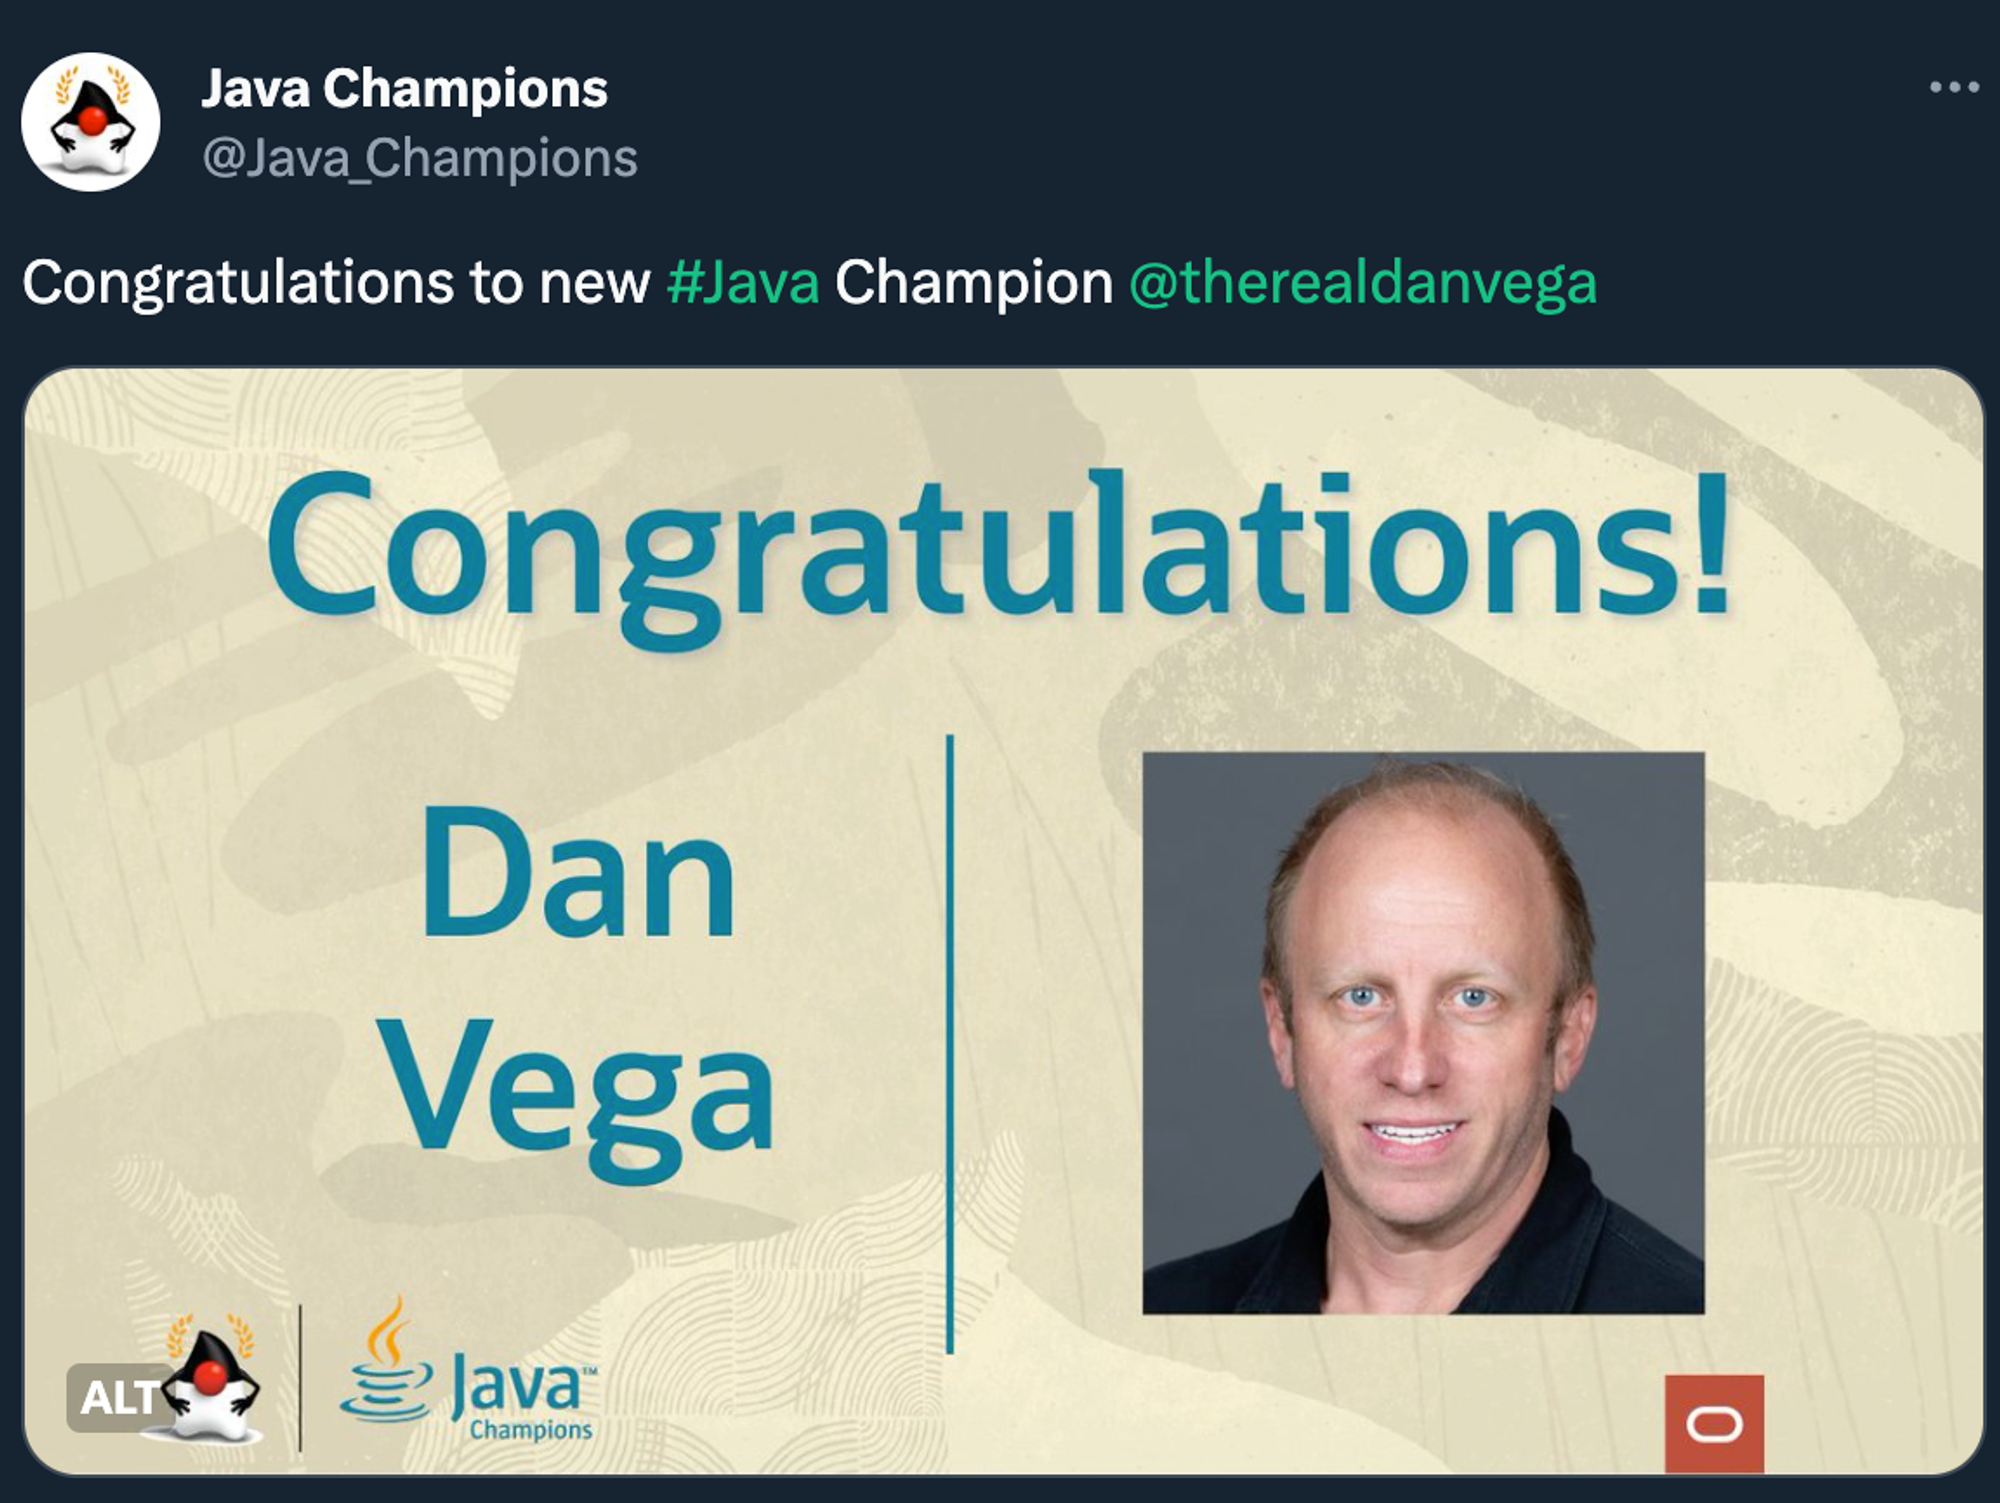 Java Champions
@Java_Champions
Congratulations to new #Java Champion @therealdanvega
Congratulations!
Dan
Vega
ALT
Java™
Champions